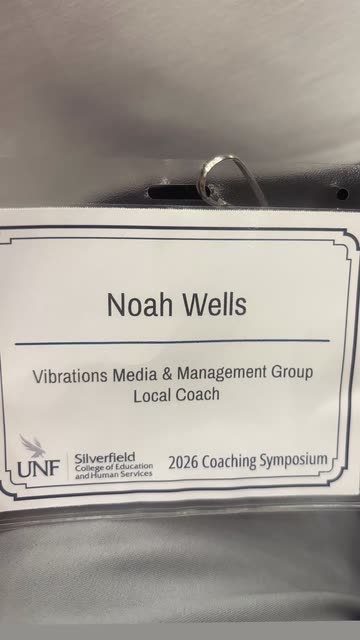 Noah Wells
Vibrations Media & Management Group
Local Coach
UNF
Silverfield
College of Education
and Human Services
2026 Coaching Symposium